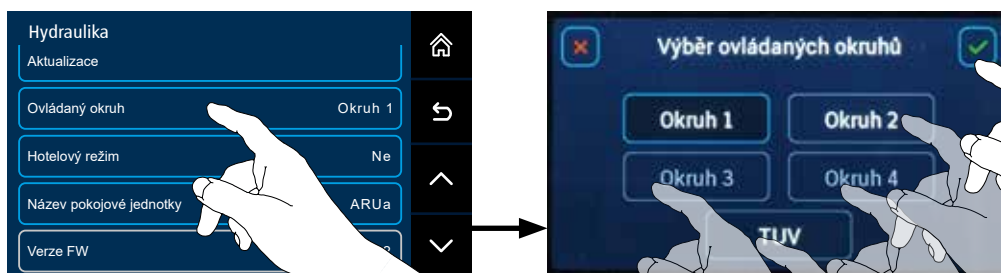 Hydraulika
Aktualizace
Ovládaný okruh Okruh 1
Hotelový režim Ne
Název pokojové jednotky ARUa
Verze FW 2
Výběr ovládaných okruhů
Okruh 1 Okruh 2
Okruh 3 Okruh 4
TUV